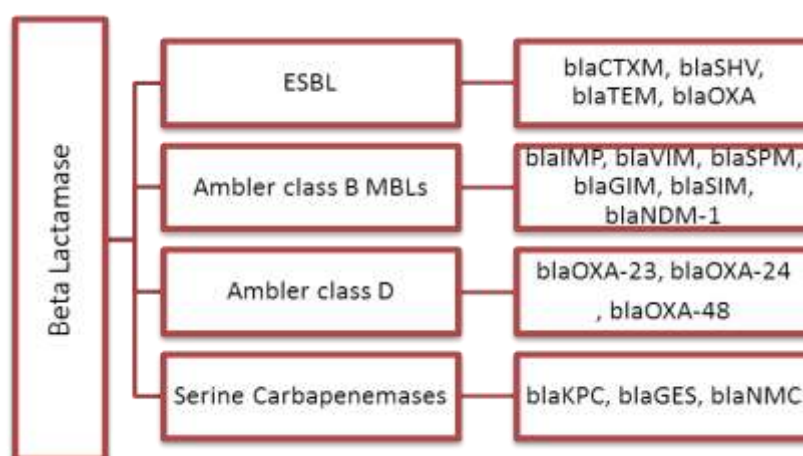 Beta Lactamase
ESBL
blaCTXM, blaSHV,
blaTEM, blaOXA
Ambler class B MBLs
blaIMP, blaVIM, blaSPM,
blaGIM, blaSIM,
blaNDM-1
Ambler class D
blaOXA-23, blaOXA-24
, blaOXA-48
Serine Carbapenemases
blaKPC, blaGES, blaNMC